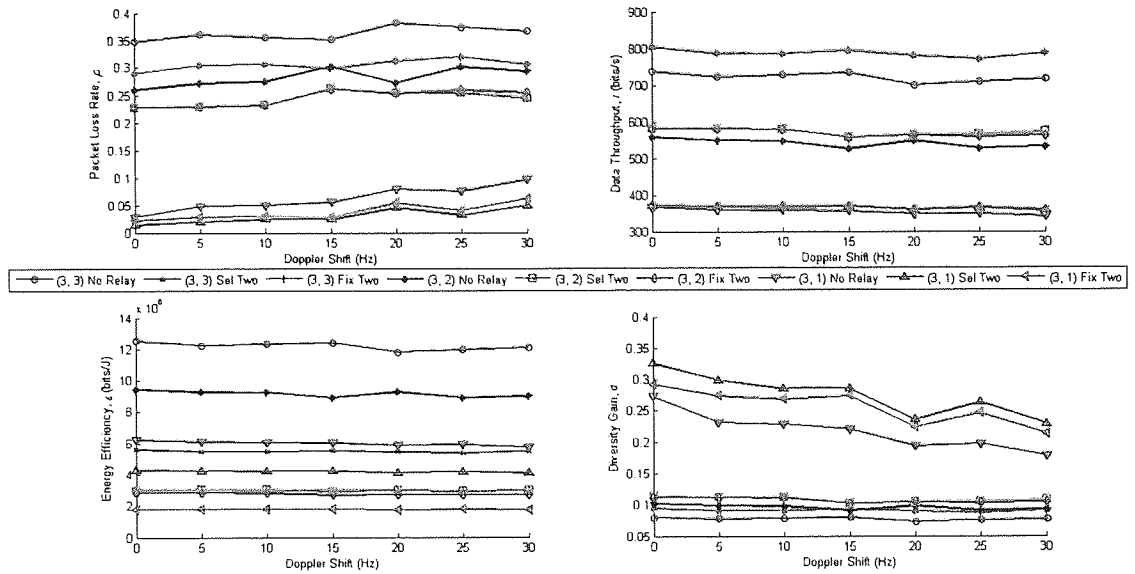 0.4
0.35
0.3
0.25
0.2
0.15
0.1
0.05
0
Packet Loss Rate, ρ
0 5 10 15 20 25 30
Doppler Shift (Hz)
900
800
700
600
500
400
300
Data Throughput, (bits/s)
0 5 10 15 20 25 30
Doppler Shift (Hz)
(3, 3) No Relay (3, 3) Sel Two (3, 3) Fix Two (3, 2) No Relay (3, 2) Sel Two (3, 2) Fix Two (3, 1) No Relay (3, 1) Sel Two (3, 1) Fix Two
x 10⁶
14
12
10
8
6
4
2
0
Energy Efficiency, (bits/J)
0 5 10 15 20 25 30
Doppler Shift (Hz)
0.4
0.35
0.3
0.25
0.2
0.15
0.1
0.05
Diversity Gain, d
0 5 10 15 20 25 30
Doppler Shift (Hz)